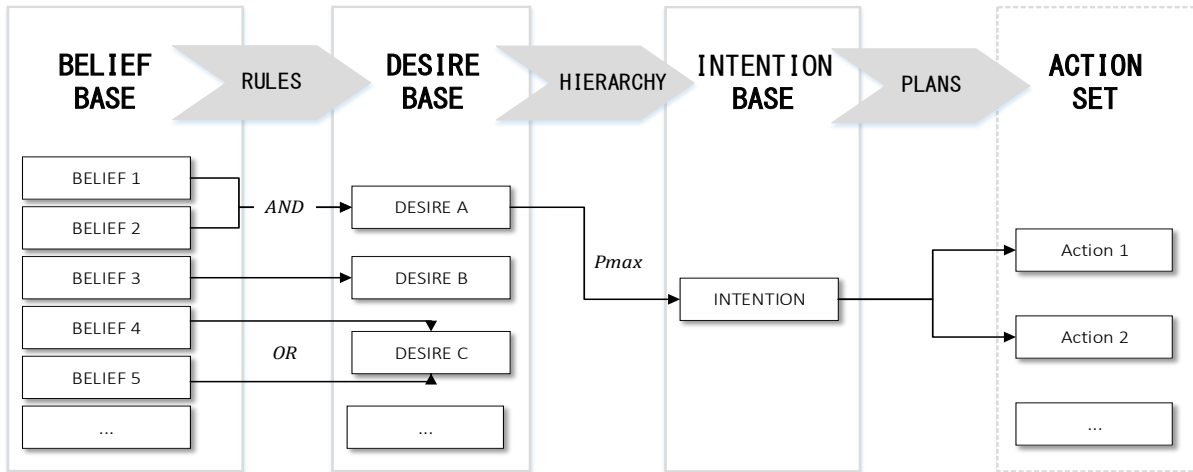 BELIEF
BASE
RULES
DESIRE
BASE
HIERARCHY
INTENTION
BASE
PLANS
ACTION
SET
BELIEF 1
BELIEF 2
BELIEF 3
BELIEF 4
BELIEF 5
...
AND
OR
DESIRE A
DESIRE B
DESIRE C
...
Pmax
INTENTION
Action 1
Action 2
...